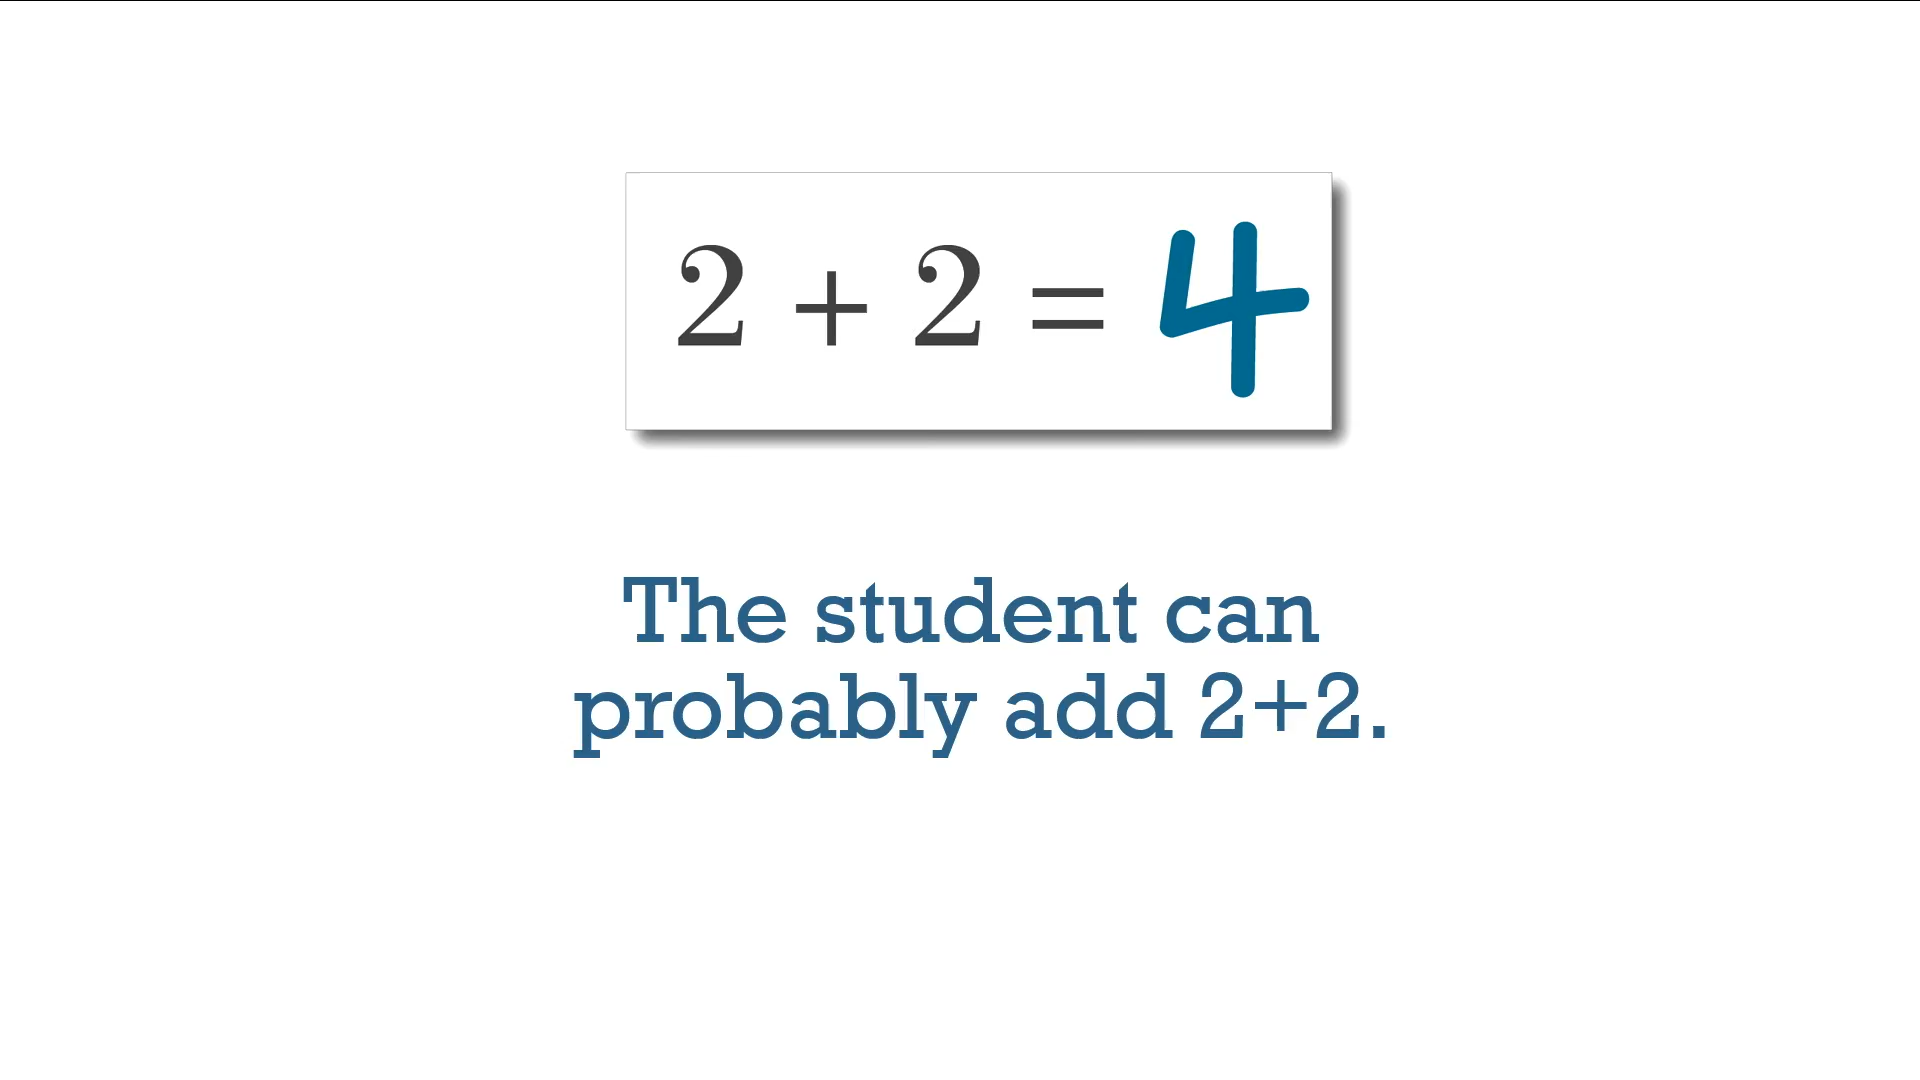 2 + 2 = 4
The student can
probably add 2+2.